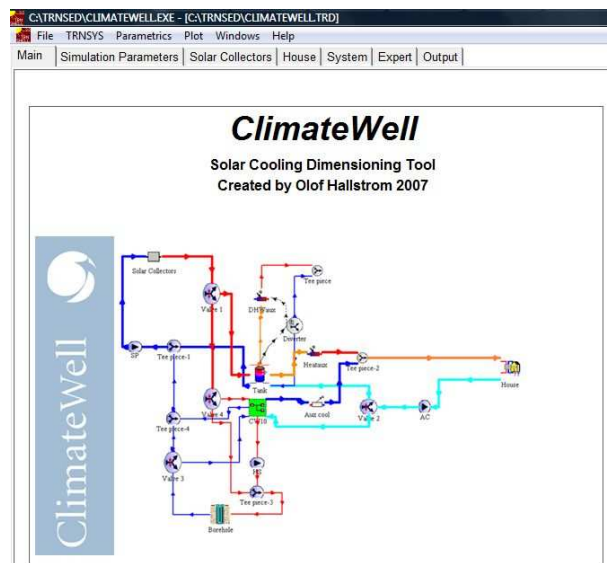 C:\TRNSED\CLIMATEWELL.EXE - [C:\TRNSED\CLIMATEWELL.TRD]
File TRNSYS Parametrics Plot Windows Help
Main Simulation Parameters Solar Collectors House System Expert Output
ClimateWell
Solar Cooling Dimensioning Tool
Created by Olof Hallstrom 2007
ClimateWell
Solar Collectors
Tee piece
Valve 1
DHWaux
Diverter
SP
Tee piece-1
Heataux
Tee piece-2
Tank
House
Valve 4
CW10
Aux cool
Valve 2
AC
Tee piece-4
Valve 3
HS
Tee piece-3
Borehole